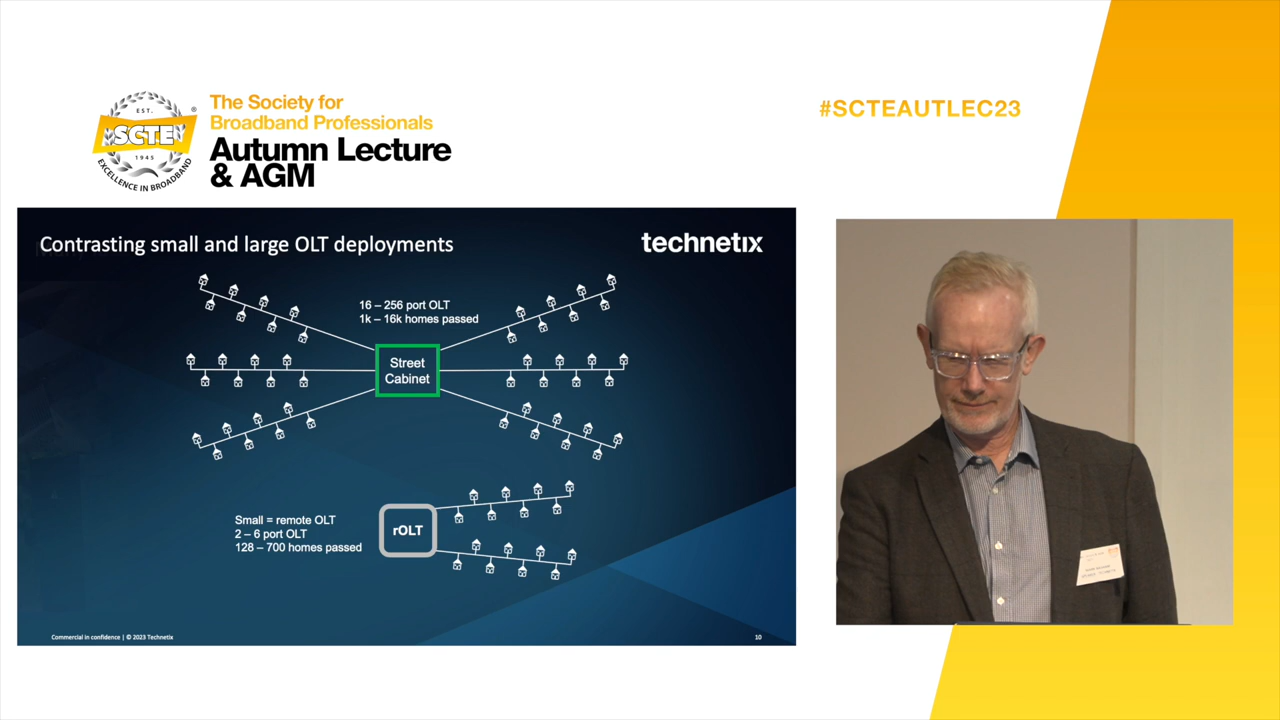 EST.
SCTE
®
1945
EXCELLENCE IN BROADBAND
The Society for
Broadband Professionals
Autumn Lecture
& AGM
#SCTEAUTLEC23
Contrasting small and large OLT deployments
technetix
16 – 256 port OLT
1k – 16k homes passed
Street
Cabinet
Small = remote OLT
2 – 6 port OLT
128 – 700 homes passed
rOLT
Commercial in confidence | © 2023 Technetix
10